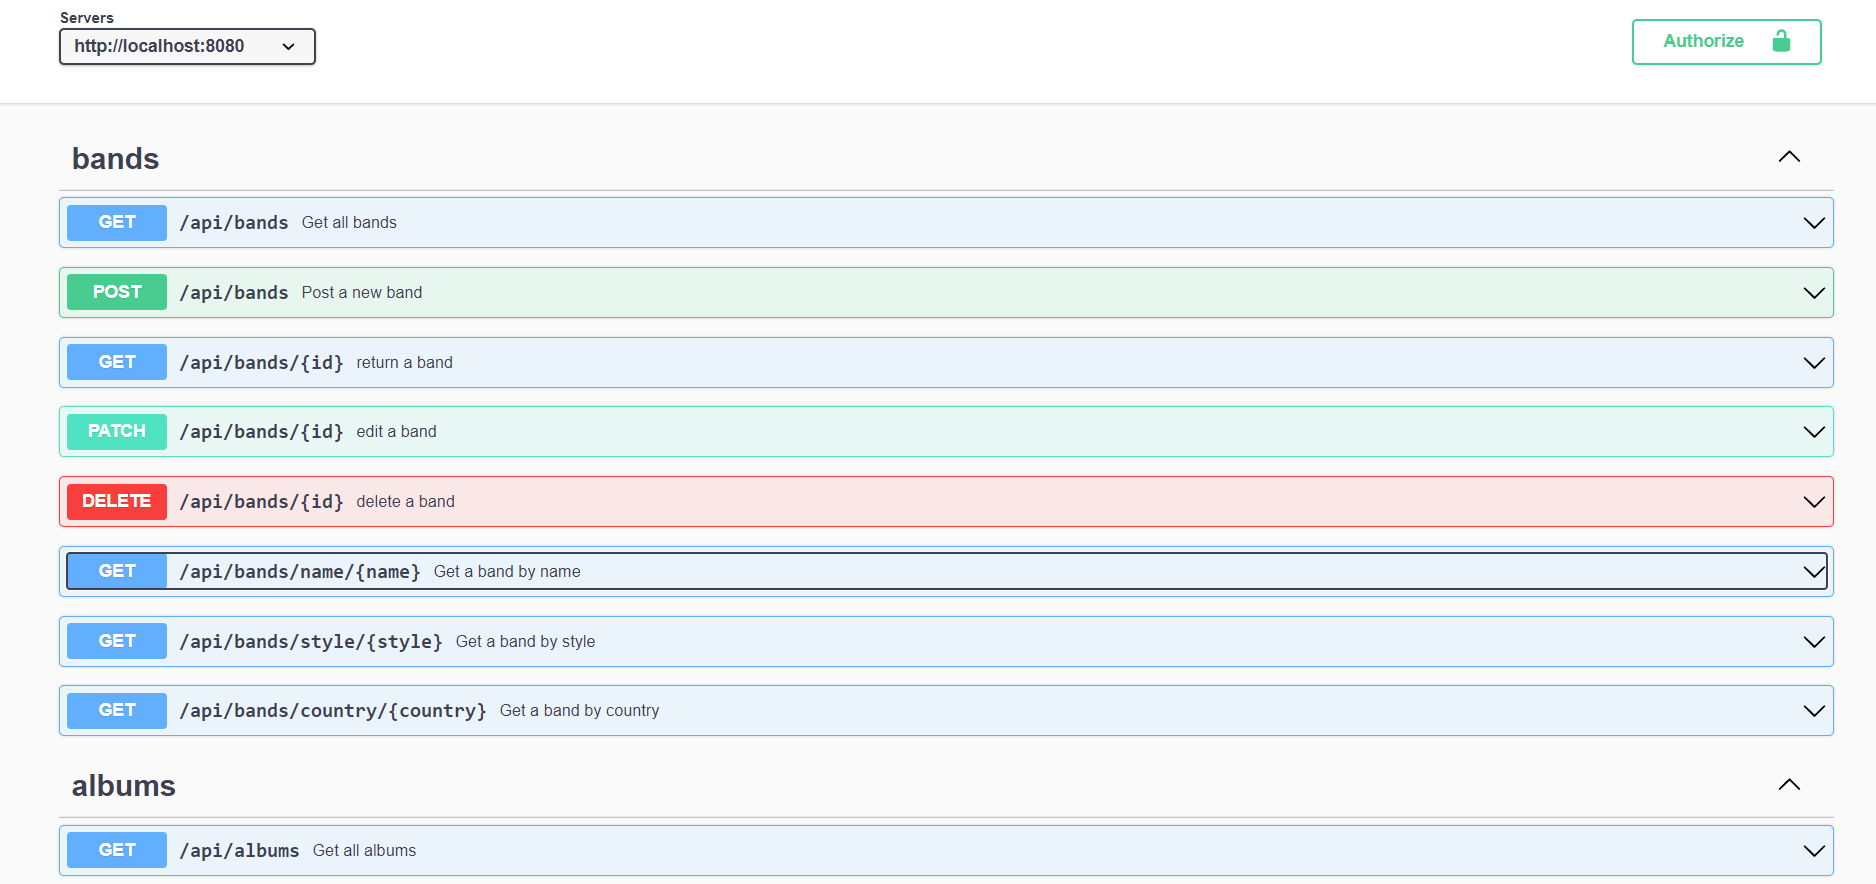 Servers
http://localhost:8080
Authorize
bands
GET /api/bands Get all bands
POST /api/bands Post a new band
GET /api/bands/{id} return a band
PATCH /api/bands/{id} edit a band
DELETE /api/bands/{id} delete a band
GET /api/bands/name/{name} Get a band by name
GET /api/bands/style/{style} Get a band by style
GET /api/bands/country/{country} Get a band by country
albums
GET /api/albums Get all albums